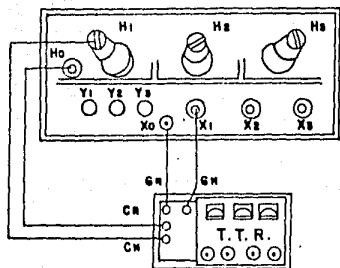 H1 H2 H3
H0
Y1 Y2 Y3
X0 X1 X2 X3
GR GN
CR
CN
T.T.R.